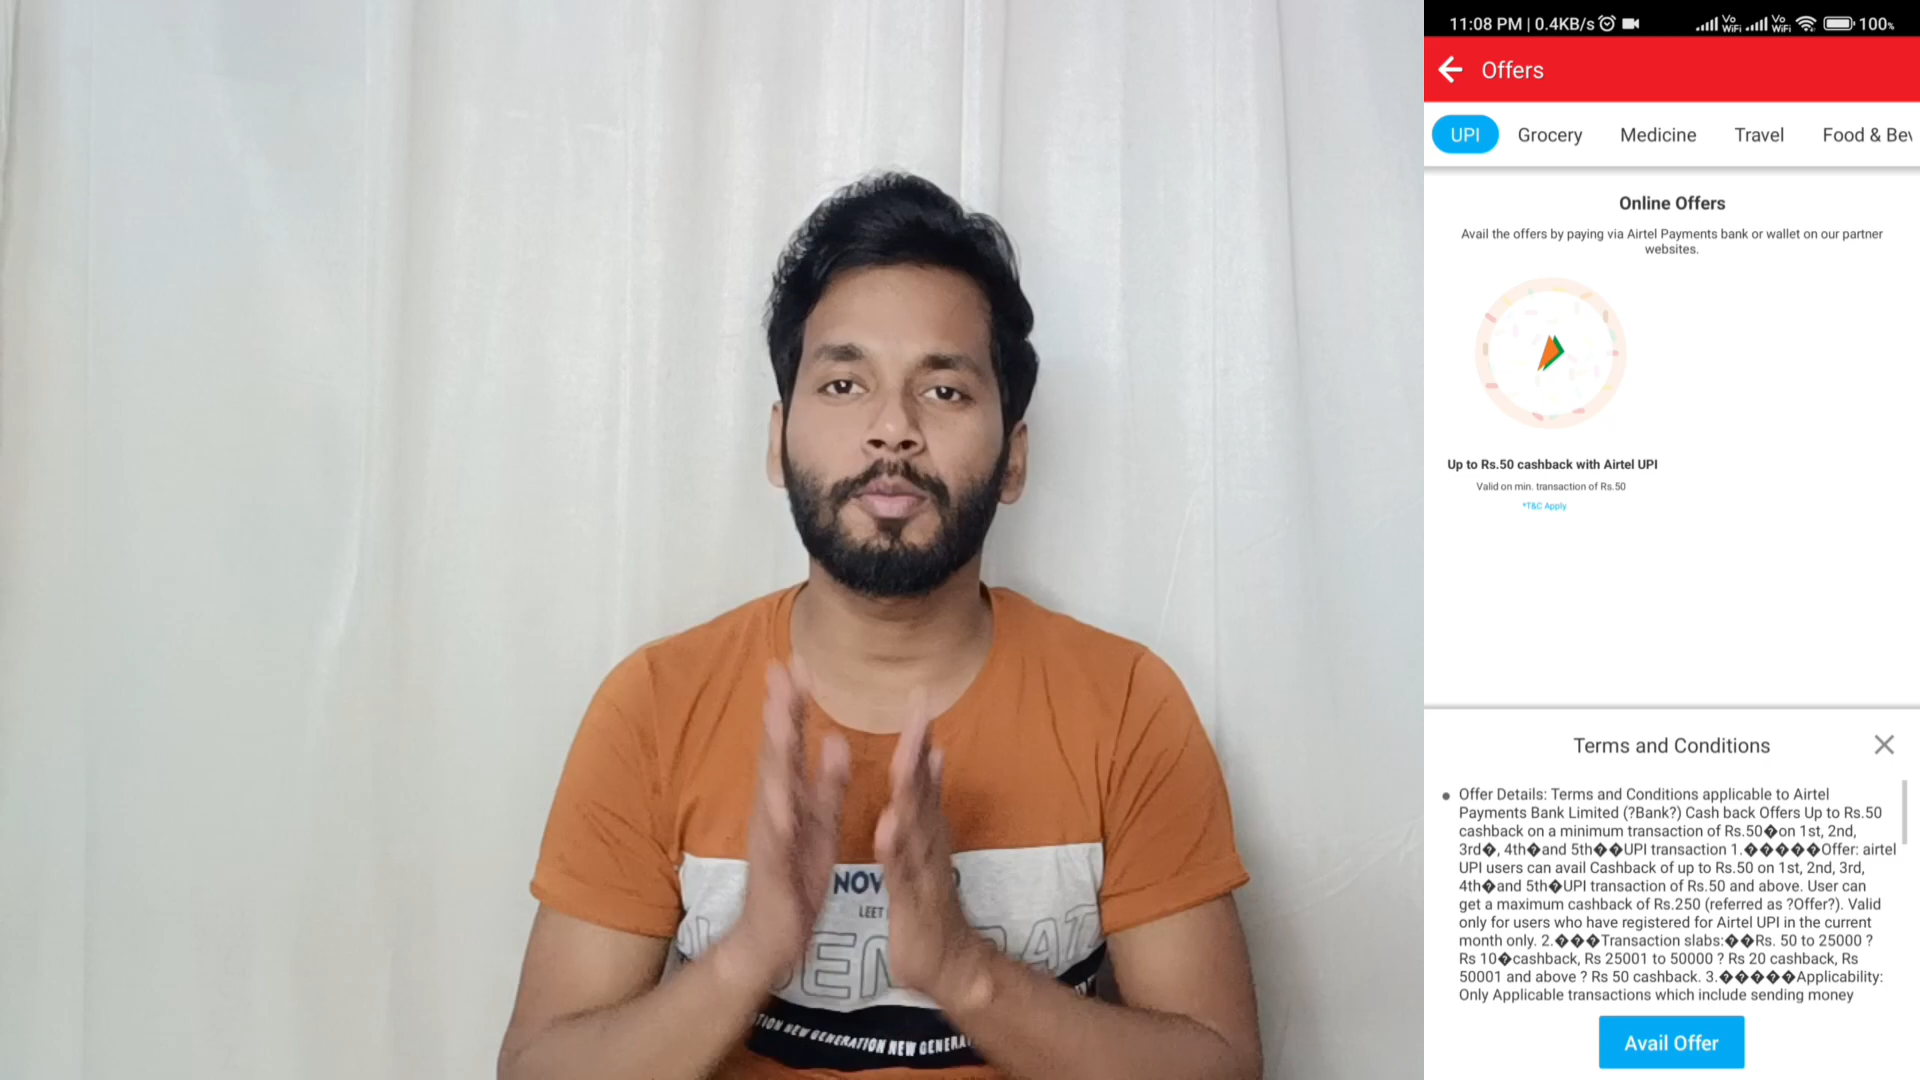 11:08 PM | 0.4KB/s
Vo WiFi
Vo WiFi
100%
Offers
UPI
Grocery
Medicine
Travel
Food & Bev
Online Offers
Avail the offers by paying via Airtel Payments bank or wallet on our partner
websites.
Up to Rs.50 cashback with Airtel UPI
Valid on min. transaction of Rs.50
*T&C Apply
Terms and Conditions
Offer Details: Terms and Conditions applicable to Airtel
Payments Bank Limited (?Bank?) Cash back Offers Up to Rs.50
cashback on a minimum transaction of Rs.50�on 1st, 2nd,
3rd�, 4th�and 5th��UPI transaction 1.�����Offer: airtel
UPI users can avail Cashback of up to Rs.50 on 1st, 2nd, 3rd,
4th�and 5th�UPI transaction of Rs.50 and above. User can
get a maximum cashback of Rs.250 (referred as ?Offer?). Valid
only for users who have registered for Airtel UPI in the current
month only. 2.���Transaction slabs:��Rs. 50 to 25000 ?
Rs 10�cashback, Rs 25001 to 50000 ? Rs 20 cashback, Rs
50001 and above ? Rs 50 cashback. 3.�����Applicability:
Only Applicable transactions which include sending money
Avail Offer
NOV
LEET
TION NEW GENERATION NEW GENERA